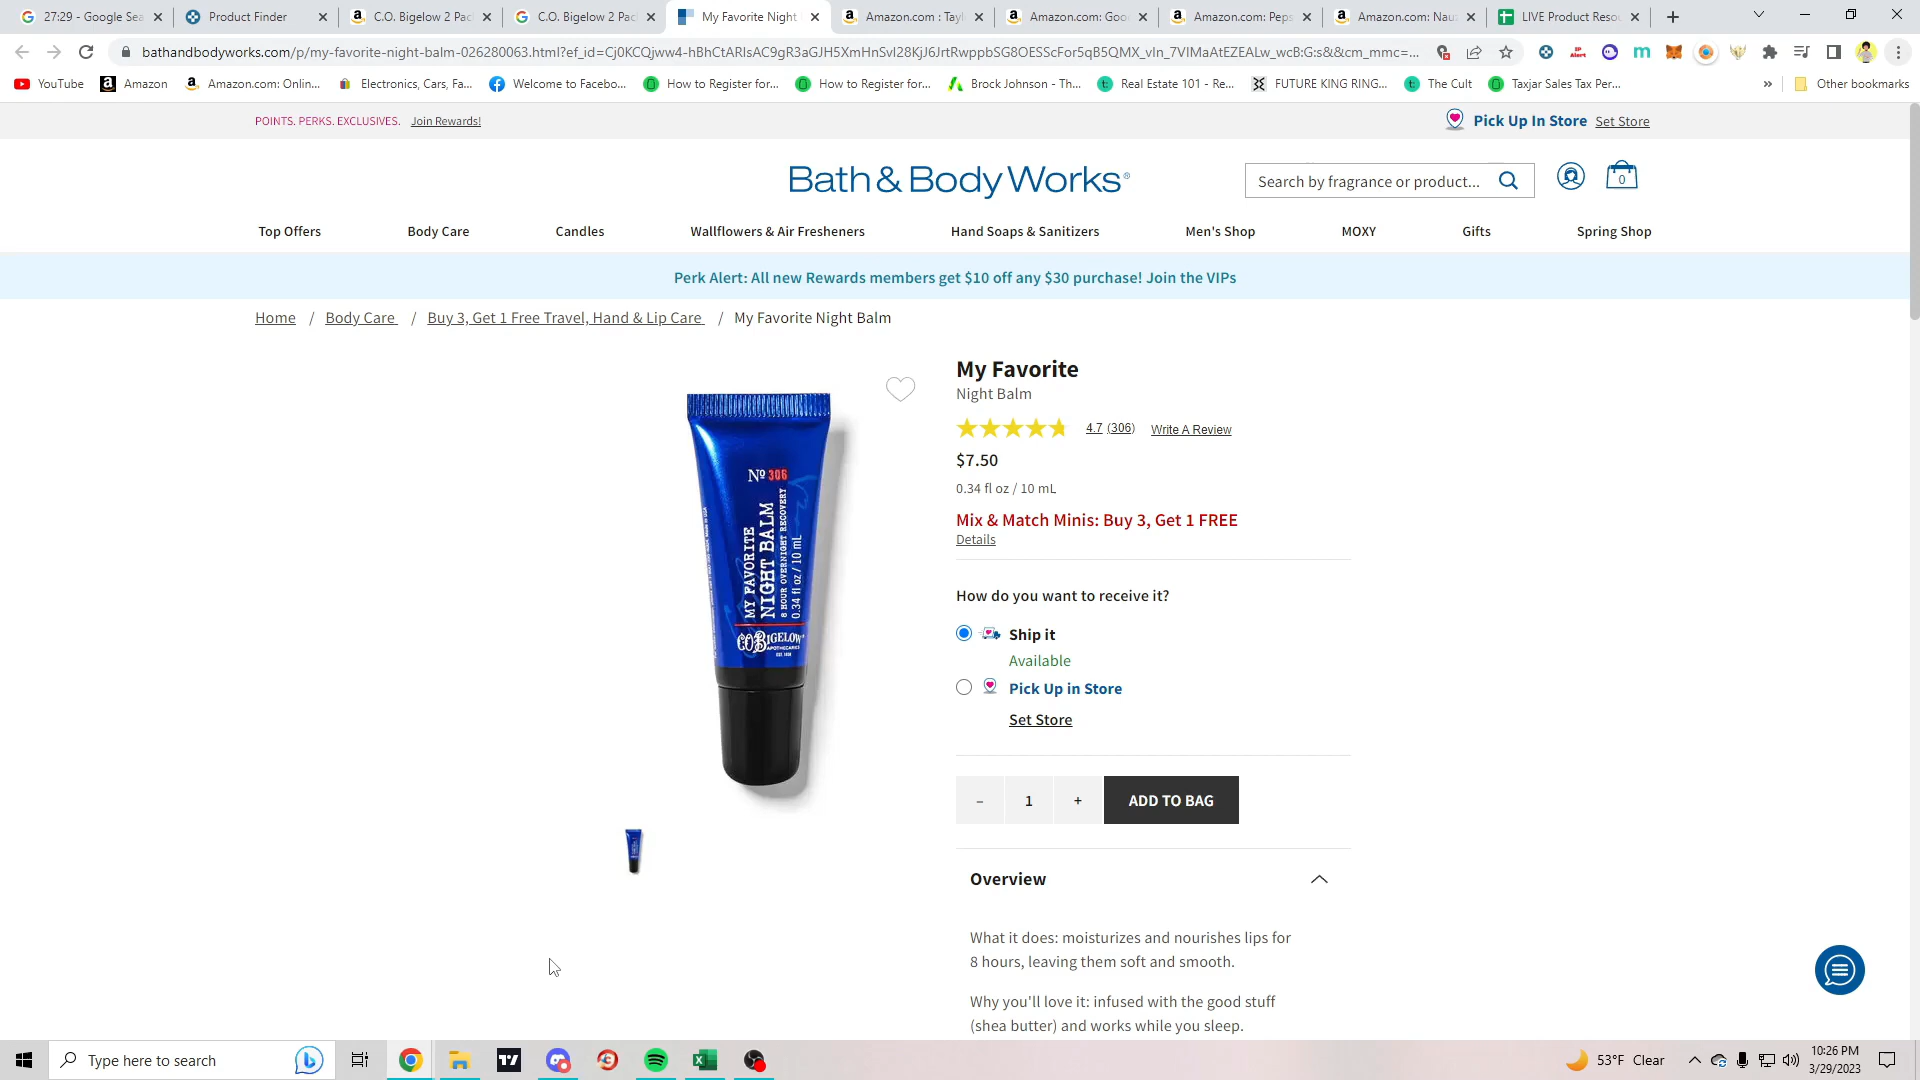 27:29 - Google Sea
Product Finder
C.O. Bigelow 2 Pac
C.O. Bigelow 2 Pac
My Favorite Night
Amazon.com : Tayl
Amazon.com: Goo
Amazon.com: Peps
Amazon.com: Nau
LIVE Product Resou
bathandbodyworks.com/p/my-favorite-night-balm-026280063.html?ef_id=Cj0KCQjww4-hBhCtARIsAC9gR3aGJH5XmHnSvI28KjJ6JrtRwppbSG8OESScFor5qB5QMX_vIn_7VIMaAtEZEALw_wcB:G:s&&cm_mmc=...
YouTube
Amazon
Amazon.com: Onlin...
Electronics, Cars, Fa...
Welcome to Facebo...
How to Register for...
How to Register for...
Brock Johnson - Th...
Real Estate 101 - Re...
FUTURE KING RING...
The Cult
Taxjar Sales Tax Per...
»
Other bookmarks
POINTS. PERKS. EXCLUSIVES. Join Rewards!
Pick Up In Store Set Store
Bath & Body Works®
Search by fragrance or product...
0
Top Offers
Body Care
Candles
Wallflowers & Air Fresheners
Hand Soaps & Sanitizers
Men's Shop
MOXY
Gifts
Spring Shop
Perk Alert: All new Rewards members get $10 off any $30 purchase! Join the VIPs
Home / Body Care / Buy 3, Get 1 Free Travel, Hand & Lip Care / My Favorite Night Balm
My Favorite
Night Balm
4.7 (306) Write A Review
$7.50
0.34 fl oz / 10 mL
Mix & Match Minis: Buy 3, Get 1 FREE
Details
Nº 306
MY FAVORITE
NIGHT BALM
8 HOUR OVERNIGHT RECOVERY
0.34 fl oz / 10 mL
C.O. BIGELOW
APOTHECARIES
EST. 1838
How do you want to receive it?
Ship it
Available
Pick Up in Store
Set Store
- 1 +
ADD TO BAG
Overview
What it does: moisturizes and nourishes lips for
8 hours, leaving them soft and smooth.
Why you'll love it: infused with the good stuff
(shea butter) and works while you sleep.
Type here to search
53°F Clear
10:26 PM
3/29/2023